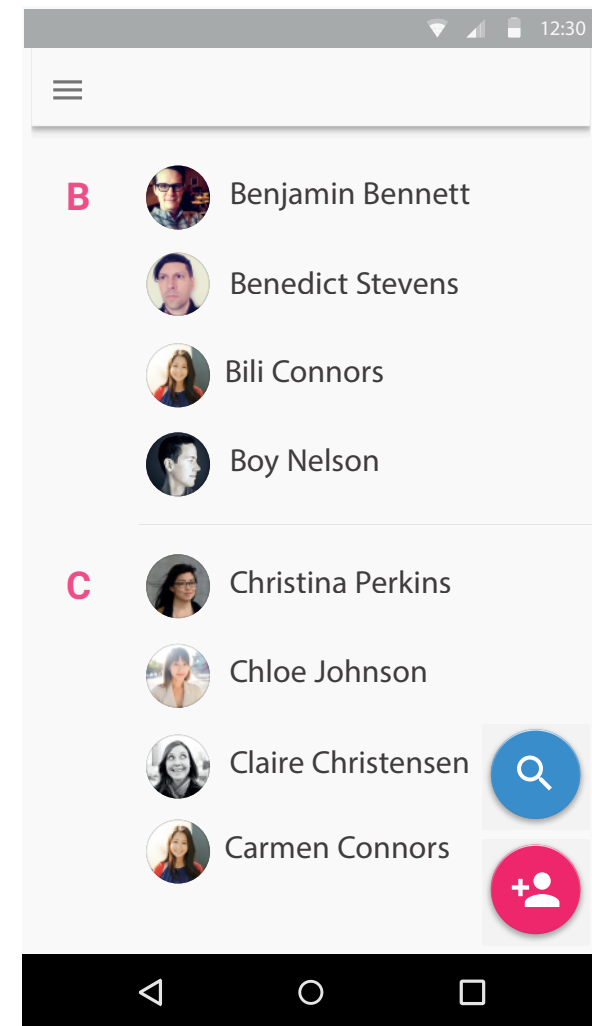 12:30
B
Benjamin Bennett
Benedict Stevens
Bili Connors
Boy Nelson
C
Christina Perkins
Chloe Johnson
Claire Christensen
Carmen Connors